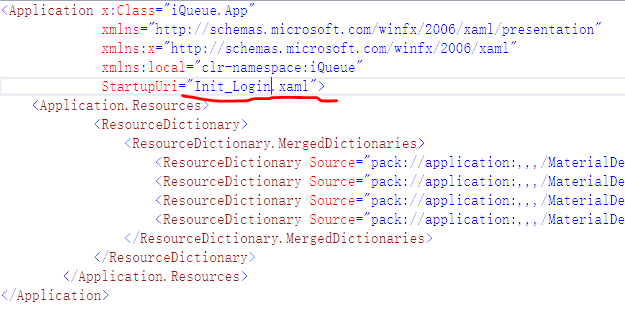 <Application x:Class="iQueue.App"
xmlns="http://schemas.microsoft.com/winfx/2006/xaml/presentation"
xmlns:x="http://schemas.microsoft.com/winfx/2006/xaml"
xmlns:local="clr-namespace:iQueue"
StartupUri="Init_Login.xaml">
<Application.Resources>
<ResourceDictionary>
<ResourceDictionary.MergedDictionaries>
<ResourceDictionary Source="pack://application:,,,/MaterialDe
<ResourceDictionary Source="pack://application:,,,/MaterialDe
<ResourceDictionary Source="pack://application:,,,/MaterialDe
<ResourceDictionary Source="pack://application:,,,/MaterialDe
</ResourceDictionary.MergedDictionaries>
</ResourceDictionary>
</Application.Resources>
</Application>